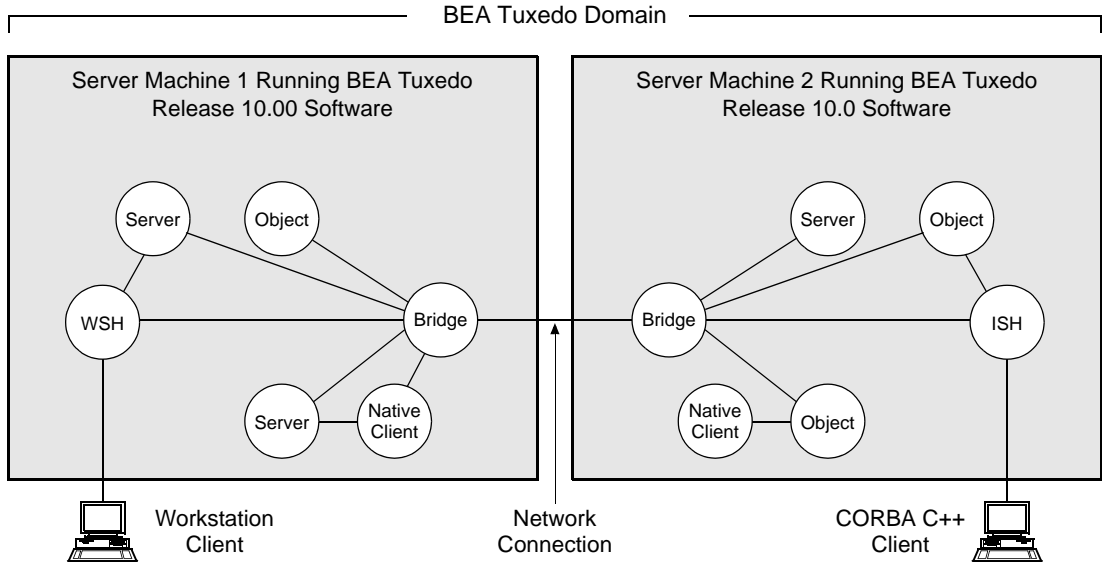 BEA Tuxedo Domain
Server Machine 1 Running BEA Tuxedo
Release 10.00 Software
Server
Object
WSH
Bridge
Server
Native
Client
Server Machine 2 Running BEA Tuxedo
Release 10.0 Software
Server
Object
Bridge
ISH
Native
Client
Object
Workstation
Client
Network
Connection
CORBA C++
Client